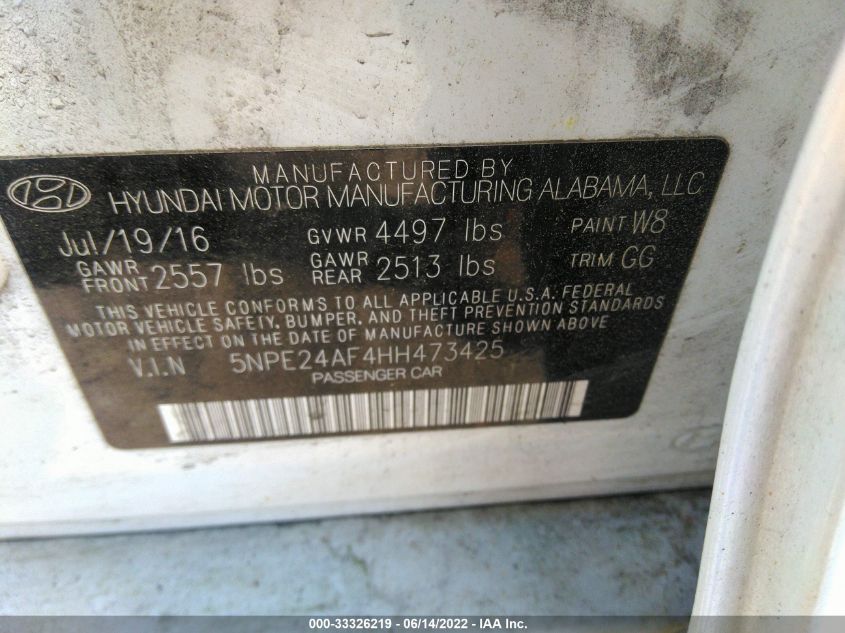 MANUFACTURED BY
HYUNDAI MOTOR MANUFACTURING ALABAMA, LLC
Jul/19/16 GVWR 4497 lbs PAINT W8
GAWR FRONT 2557 lbs GAWR REAR 2513 lbs TRIM GG
THIS VEHICLE CONFORMS TO ALL APPLICABLE U.S.A. FEDERAL
MOTOR VEHICLE SAFETY, BUMPER, AND THEFT PREVENTION STANDARDS
IN EFFECT ON THE DATE OF MANUFACTURE SHOWN ABOVE
V.I.N 5NPE24AF4HH473425
PASSENGER CAR
000-33326219 - 06/14/2022 - IAA Inc.